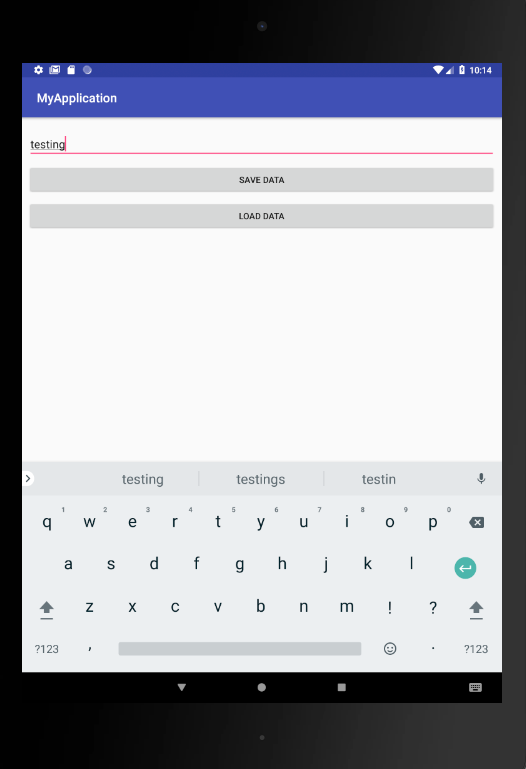 10:14
MyApplication
testing
SAVE DATA
LOAD DATA
testing testings testin
1 2 3 4 5 6 7 8 9 0
q w e r t y u i o p
a s d f g h j k l
z x c v b n m ! ?
?123 , . ?123